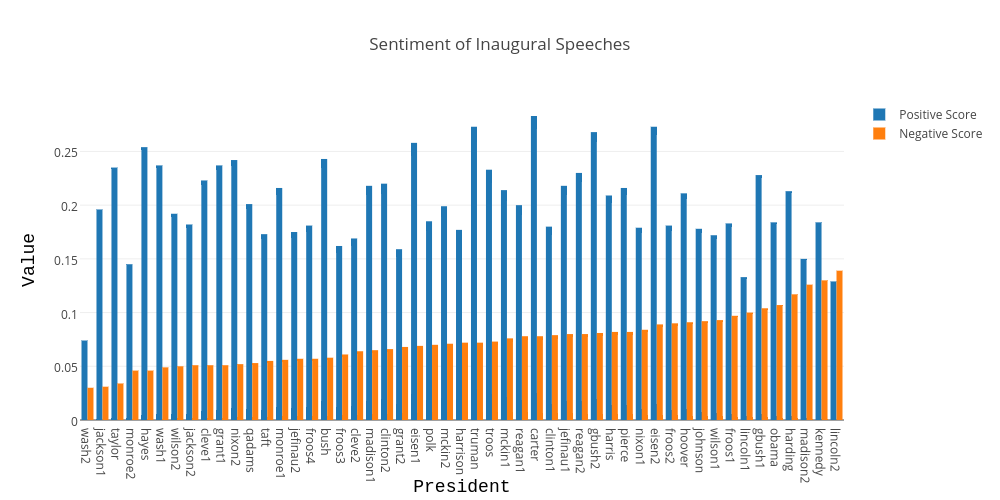 Sentiment of Inaugural Speeches
Positive Score
Negative Score
0.25
0.2
0.15
0.1
0.05
0
Value
wash2
jackson1
taylor
monroe2
hayes
wash1
wilson2
jackson2
cleve1
grant1
nixon2
qadams
taft
monroe1
jefinau2
froos4
bush
froos3
cleve2
madison1
clinton2
grant2
eisen1
polk
mckin2
harrison
truman
troos
mckin1
reagan1
carter
clinton1
jefinau1
reagan2
gbush2
harris
pierce
nixon1
eisen2
froos2
hoover
johnson
wilson1
froos1
lincoln1
gbush1
obama
harding
madison2
kennedy
lincoln2
President